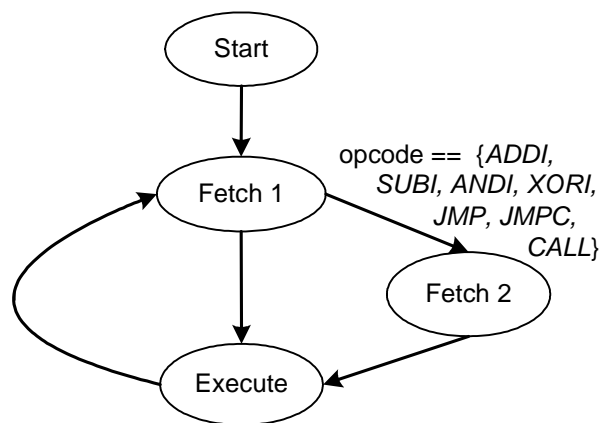 Start
opcode == {ADDI,
SUBI, ANDI, XORI,
JMP, JMPC,
CALL}
Fetch 1
Fetch 2
Execute